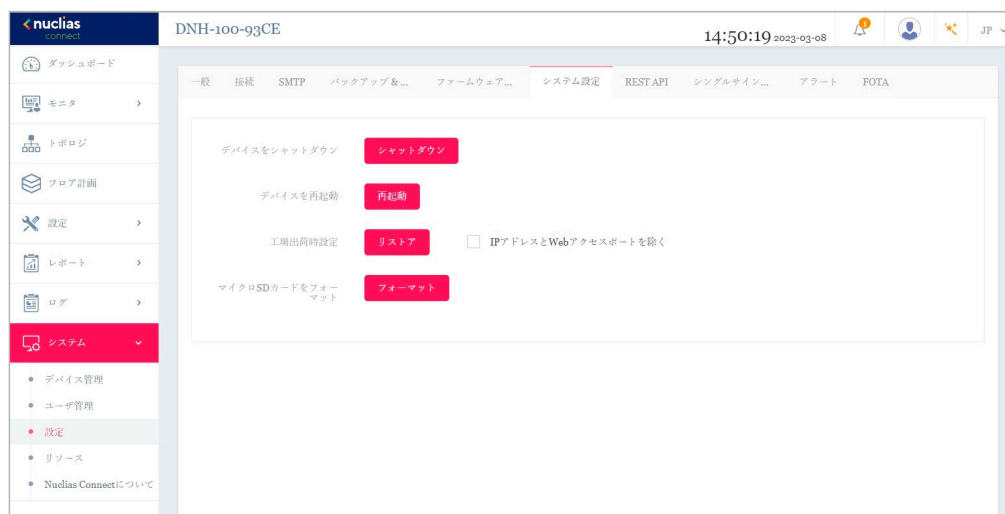 nuclias
connect
DNH-100-93CE
14:50:19 2023-03-08
1
JP
ダッシュボード
モニタ
トポロジ
フロア計画
設定
レポート
ログ
システム
デバイス管理
ユーザ管理
設定
リソース
Nuclias Connectについて
一般 接続 SMTP バックアップ & ... ファームウェア... システム設定 REST API シングルサイン... アラート FOTA
デバイスをシャットダウン シャットダウン
デバイスを再起動 再起動
工場出荷時設定 リストア IPアドレスとWebアクセスポートを除く
マイクロSDカードをフォー
マット
フォーマット